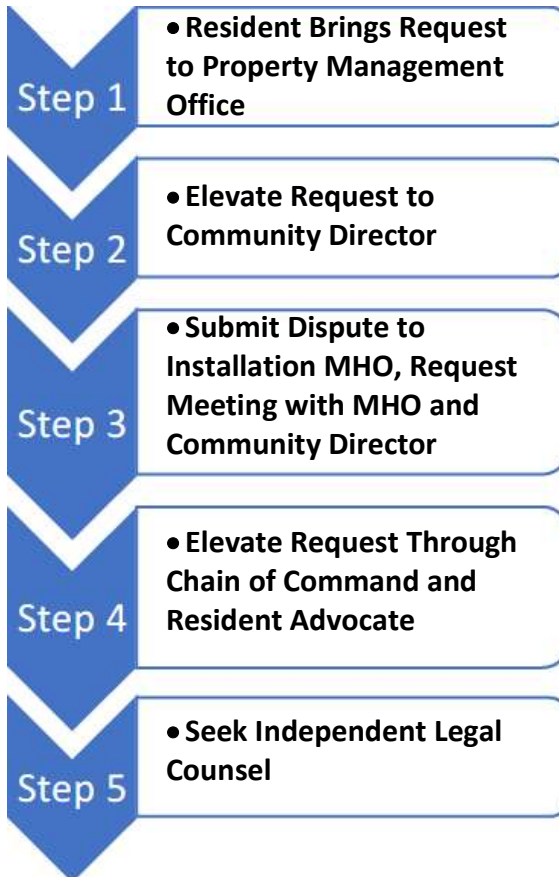 Step 1
• Resident Brings Request
to Property Management
Office
Step 2
• Elevate Request to
Community Director
Step 3
• Submit Dispute to
Installation MHO, Request
Meeting with MHO and
Community Director
Step 4
• Elevate Request Through
Chain of Command and
Resident Advocate
Step 5
• Seek Independent Legal
Counsel